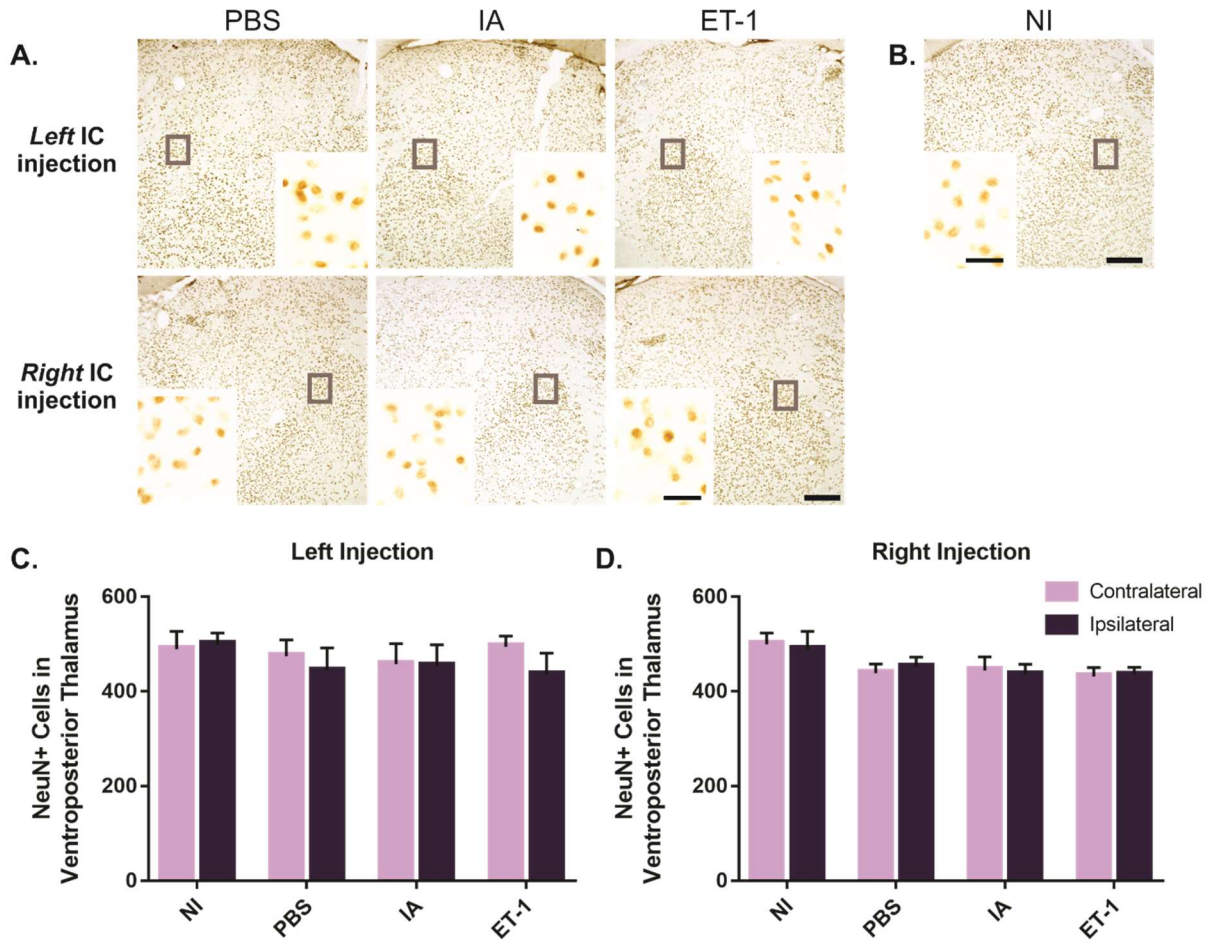 PBS IA ET-1 NI
A. B.
Left IC
injection
Right IC
injection
C. Left Injection D. Right Injection
NeuN+ Cells in
Ventroposterior Thalamus
600
400
200
0
NI PBS IA ET-1
NeuN+ Cells in
Ventroposterior Thalamus
600
400
200
0
NI PBS IA ET-1
Contralateral
Ipsilateral